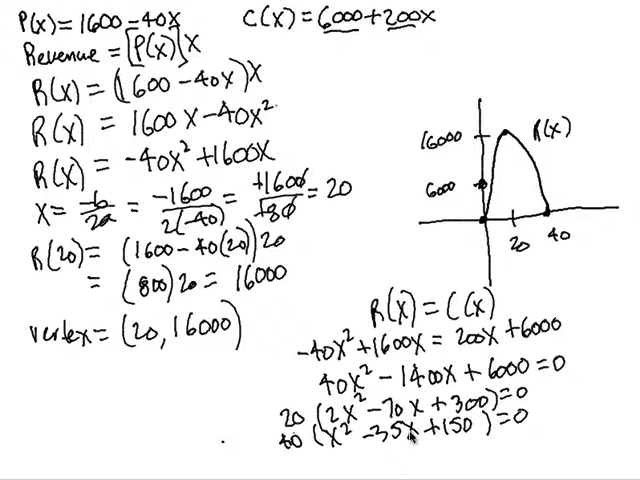 P(x) = 1600 - 40x
C(x) = 6000 + 200x
Revenue = [P(x)]x
R(x) = (1600 - 40x)x
R(x) = 1600x - 40x²
R(x) = -40x² + 1600x
x = -b/2a = -1600/2(-40) = +1600/+80 = 20
R(20) = (1600 - 40(20))20
= (800)20 = 16000
vertex = (20, 16000)
16000
R(x)
6000
20
40
R(x) = C(x)
-40x² + 1600x = 200x + 6000
40x² - 1400x + 6000 = 0
20 (2x² - 70x + 300) = 0
40 (x² - 35x + 150) = 0